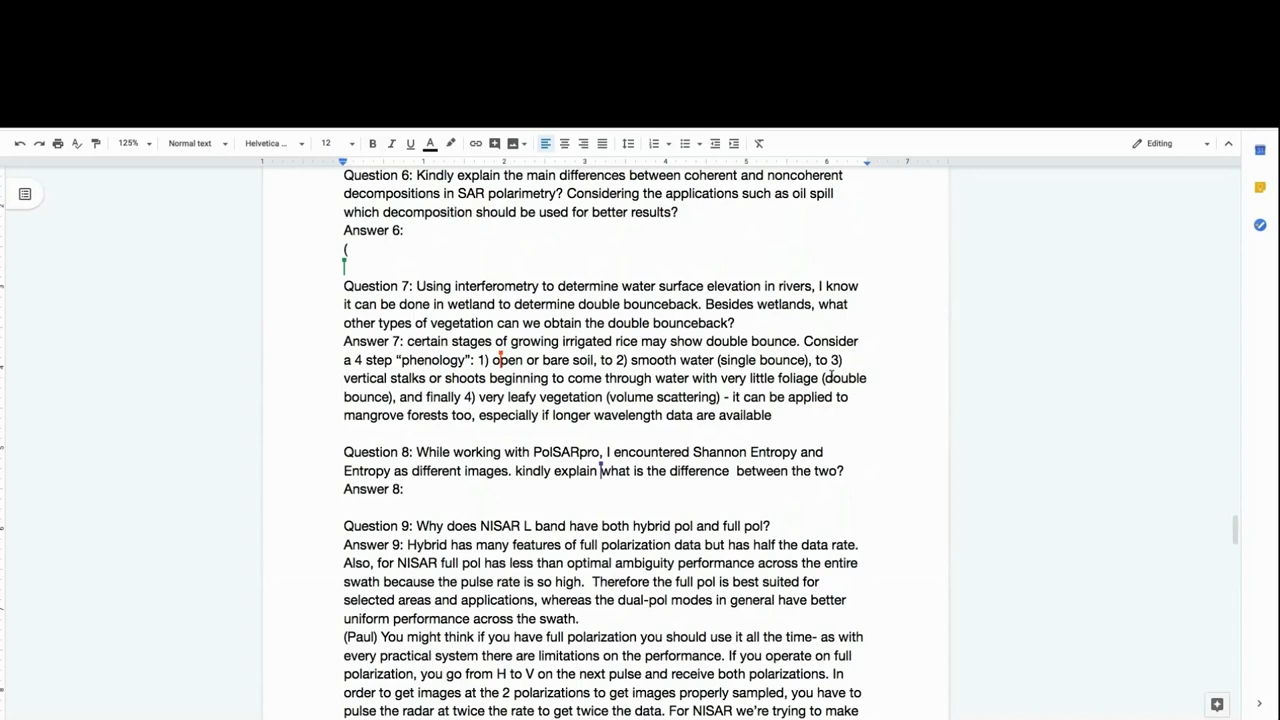 125%
Normal text
Helvetica ...
12
B I U A
Editing
1 1 2 3 4 5 6 7
Question 6: Kindly explain the main differences between coherent and noncoherent
decompositions in SAR polarimetry? Considering the applications such as oil spill
which decomposition should be used for better results?
Answer 6:
(
Question 7: Using interferometry to determine water surface elevation in rivers, I know
it can be done in wetland to determine double bounceback. Besides wetlands, what
other types of vegetation can we obtain the double bounceback?
Answer 7: certain stages of growing irrigated rice may show double bounce. Consider
a 4 step “phenology”: 1) open or bare soil, to 2) smooth water (single bounce), to 3)
vertical stalks or shoots beginning to come through water with very little foliage (double
bounce), and finally 4) very leafy vegetation (volume scattering) - it can be applied to
mangrove forests too, especially if longer wavelength data are available
Question 8: While working with PolSARpro, I encountered Shannon Entropy and
Entropy as different images. kindly explain what is the difference  between the two?
Answer 8:
Question 9: Why does NISAR L band have both hybrid pol and full pol?
Answer 9: Hybrid has many features of full polarization data but has half the data rate.
Also, for NISAR full pol has less than optimal ambiguity performance across the entire
swath because the pulse rate is so high.  Therefore the full pol is best suited for
selected areas and applications, whereas the dual-pol modes in general have better
uniform performance across the swath.
(Paul) You might think if you have full polarization you should use it all the time- as with
every practical system there are limitations on the performance. If you operate on full
polarization, you go from H to V on the next pulse and receive both polarizations. In
order to get images at the 2 polarizations to get images properly sampled, you have to
pulse the radar at twice the rate to get twice the data. For NISAR we’re trying to make